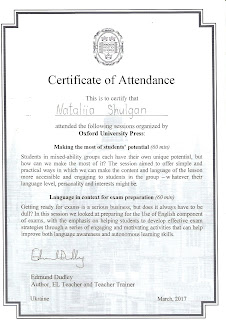 Certificate of Attendance
This is to certify that
Nataliia Shulgan
attended the following sessions organized by
Oxford University Press:
Making the most of students' potential (60 min)
Students in mixed-ability groups each have their own unique potential, but
how can we make the most of it? The session aimed to offer simple and
practical ways in which we can make the content and language of the lesson
more accessible and engaging to students in the group – whatever their
language level, personality and interests might be.
Language in context for exam preparation (60 min)
Getting ready for exams is a serious business, but does it always have to be
dull? In this session we looked at preparing for the Use of English component
of exams, with the emphasis on helping students to develop effective exam
strategies through a series of engaging and motivating activities that can help
improve both language awareness and autonomous learning skills.
Edmund Dudley
Edmund Dudley
Author, EL Teacher and Teacher Trainer
Ukraine
March, 2017